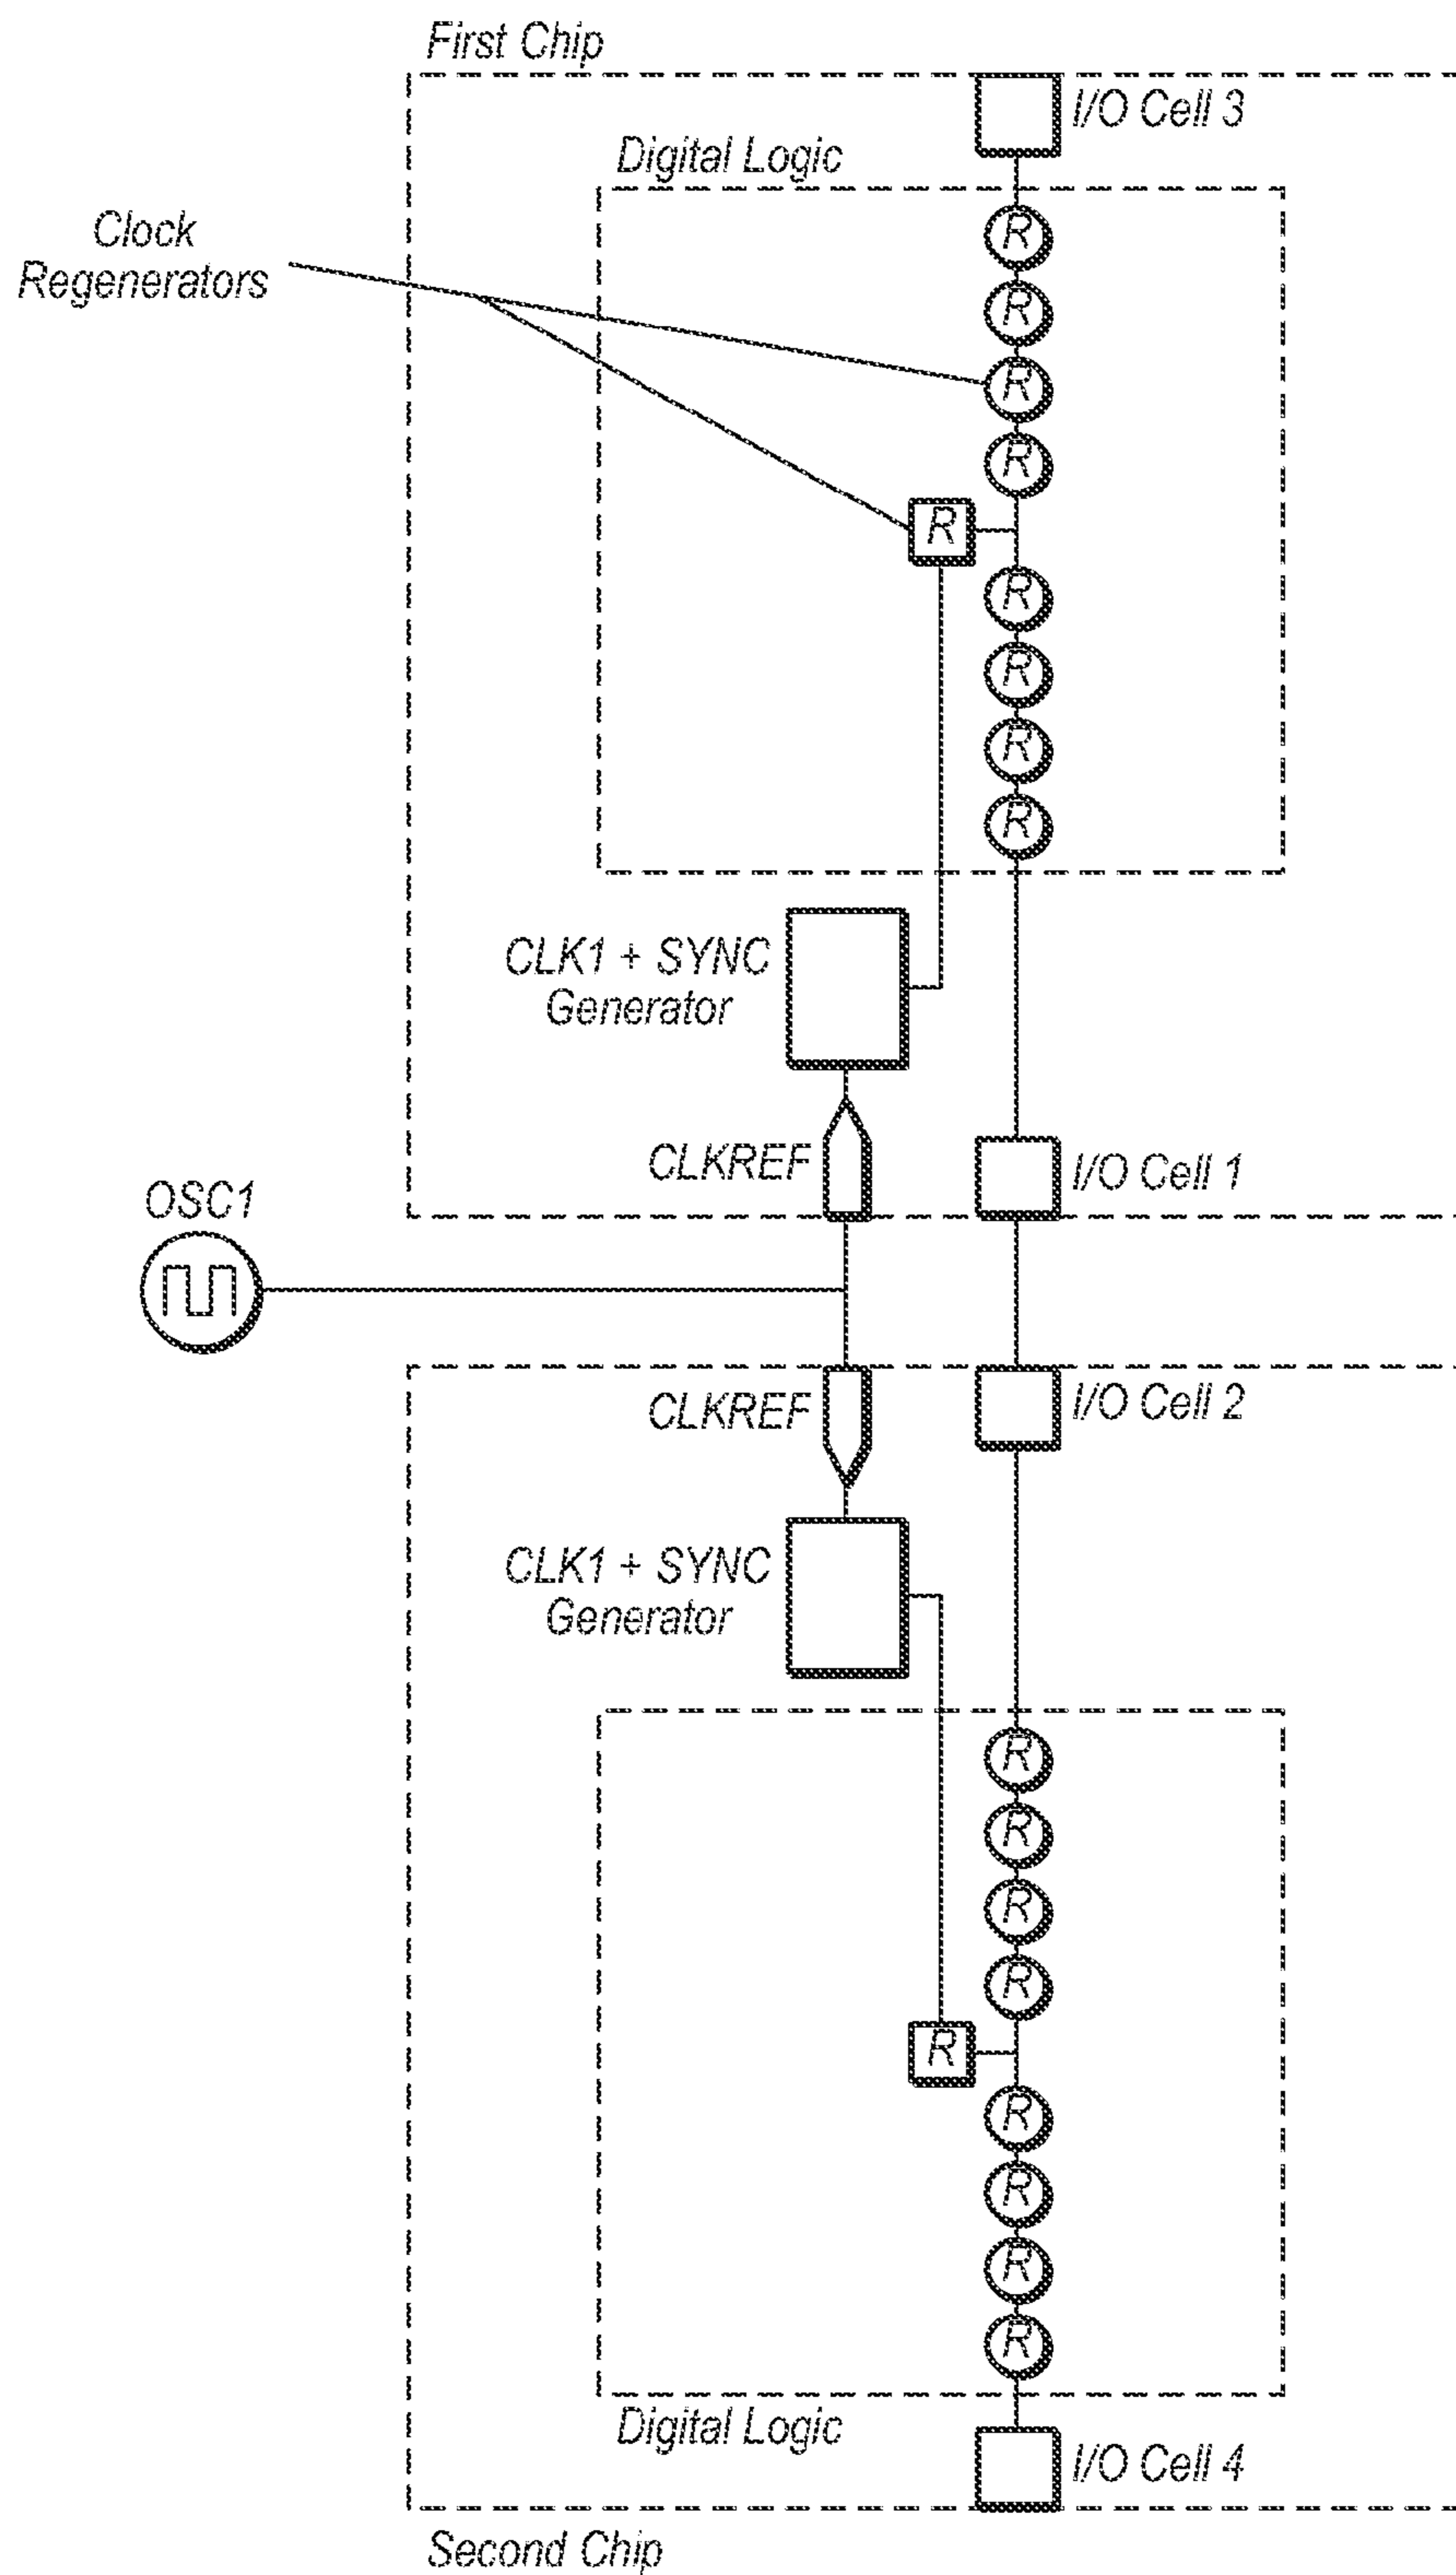 First Chip
I/O Cell 3
Digital Logic
Clock
Regenerators
R
R
R
R
R
R
R
R
R
CLK1 + SYNC
Generator
CLKREF
I/O Cell 1
OSC1
CLKREF
I/O Cell 2
CLK1 + SYNC
Generator
R
R
R
R
R
R
R
R
R
Digital Logic
I/O Cell 4
Second Chip